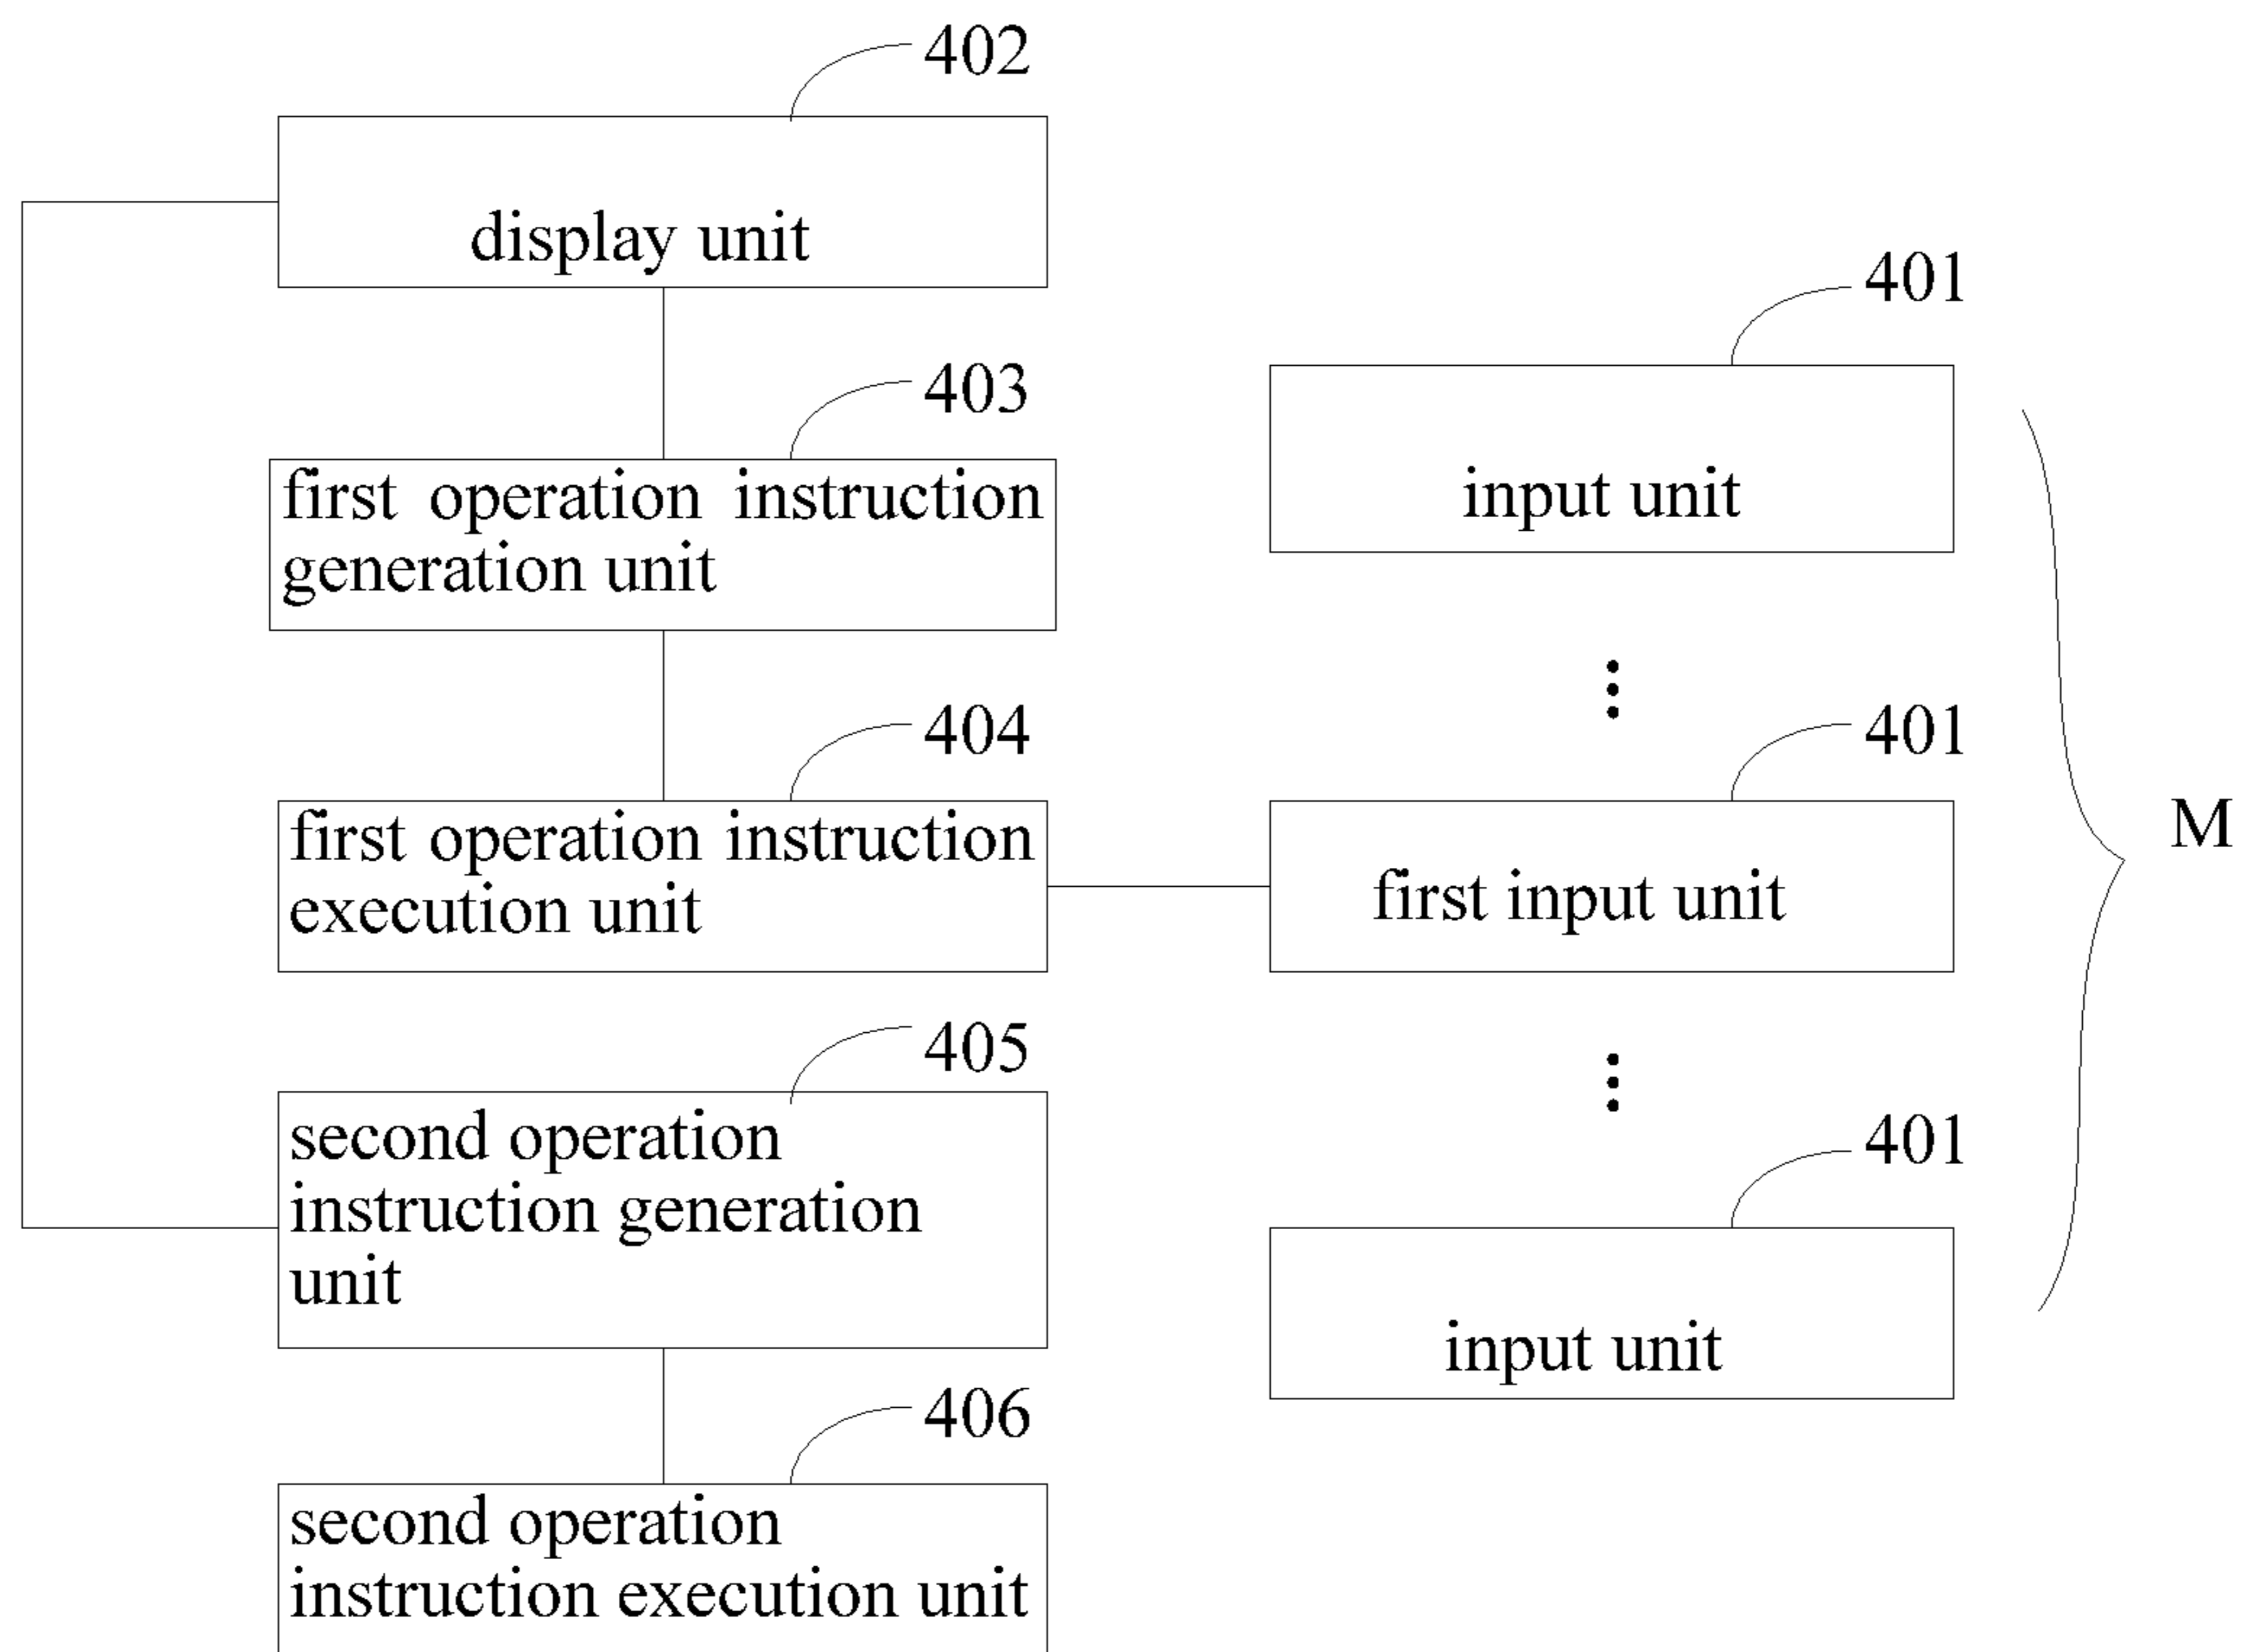 402
display unit
403
first operation instruction
generation unit
404
first operation instruction
execution unit
405
second operation
instruction generation
unit
406
second operation
instruction execution unit
401
input unit
401
first input unit
401
input unit
M